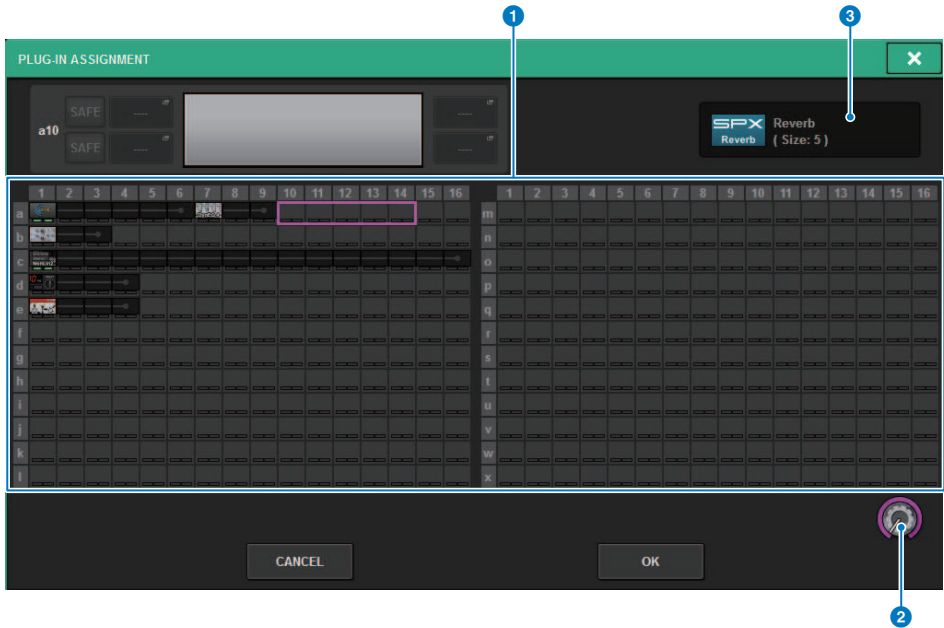 1
3
PLUG-IN ASSIGNMENT
a10
SAFE
----
----
SAFE
----
----
SPX
Reverb
Reverb
( Size: 5 )
1 2 3 4 5 6 7 8 9 10 11 12 13 14 15 16
1 2 3 4 5 6 7 8 9 10 11 12 13 14 15 16
a
m
b
n
c
o
d
p
e
q
f
r
g
s
h
t
i
u
j
v
k
w
l
x
CANCEL
OK
2